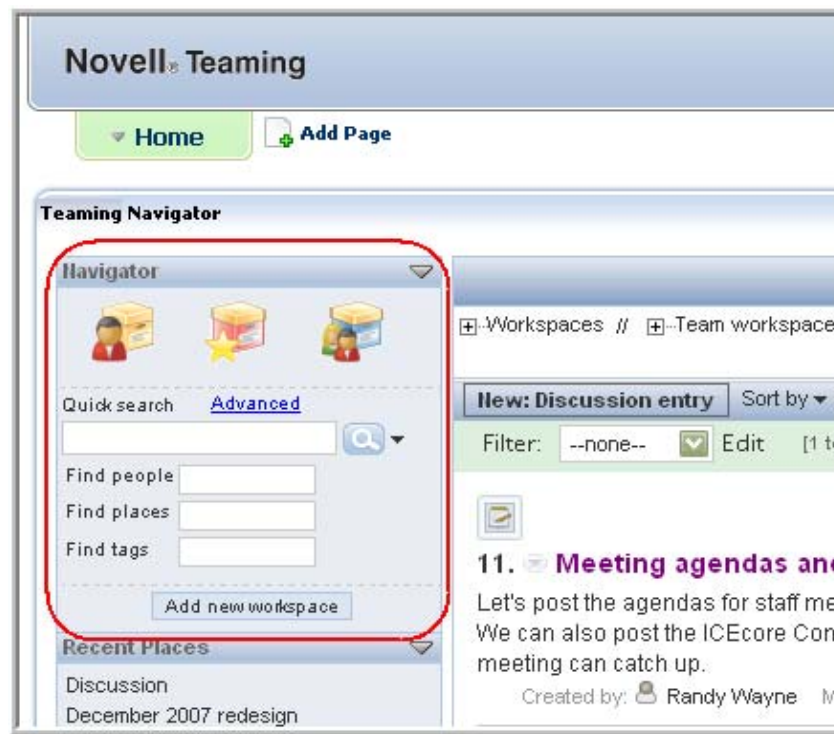 Novell® Teaming
Home
Add Page
Teaming Navigator
Navigator
Quick search Advanced
Find people
Find places
Find tags
Add new workspace
Recent Places
Discussion
December 2007 redesign
Workspaces // Team workspace
New: Discussion entry Sort by
Filter: --none-- Edit [1 t
11. Meeting agendas and
Let's post the agendas for staff me
We can also post the ICEcore Con
meeting can catch up.
Created by: Randy Wayne M